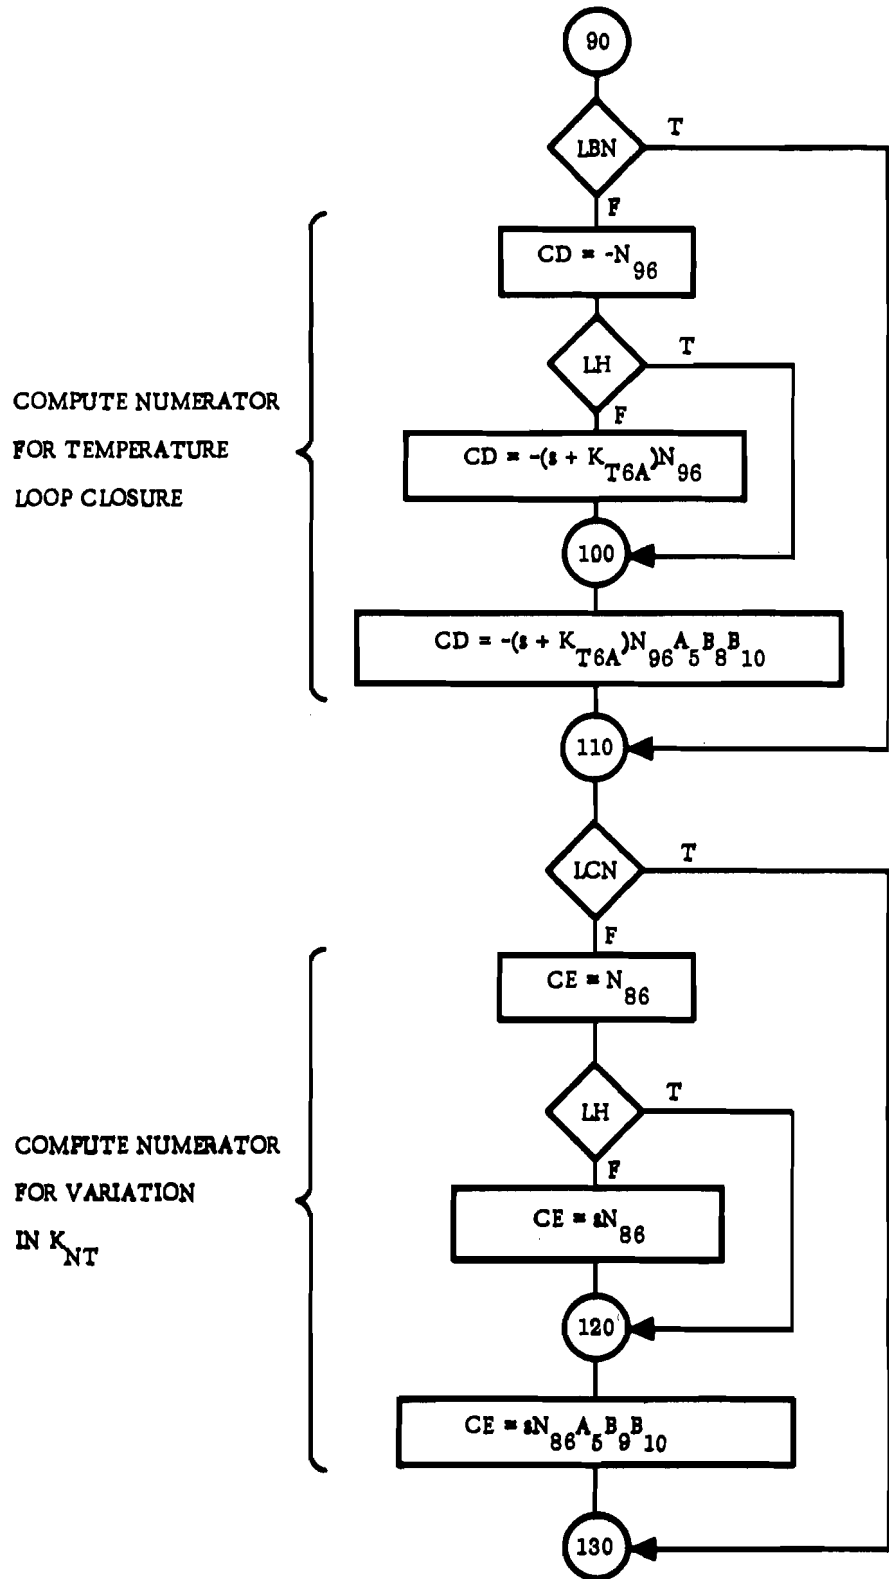 90
LBN
T
F
CD = -N96
LH
T
F
COMPUTE NUMERATOR
FOR TEMPERATURE
LOOP CLOSURE
CD = -(s + KT6A)N96
100
CD = -(s + KT6A)N96A5B8B10
110
LCN
T
F
CE = N86
LH
T
F
COMPUTE NUMERATOR
FOR VARIATION
IN KNT
CE = sN86
120
CE = sN86A5B9B10
130